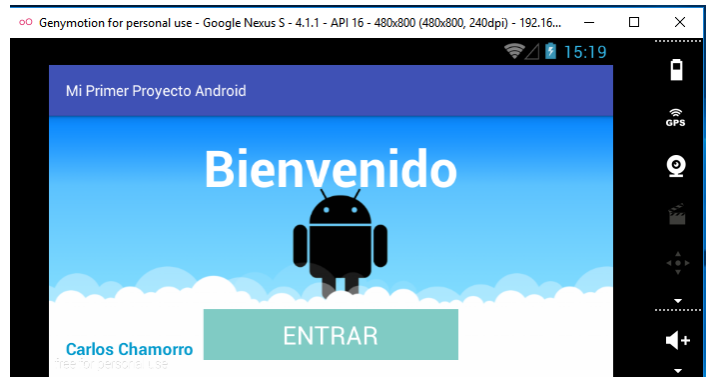 Genymotion for personal use - Google Nexus S - 4.1.1 - API 16 - 480x800 (480x800, 240dpi) - 192.16...
15:19
Mi Primer Proyecto Android
GPS
Bienvenido
ENTRAR
Carlos Chamorro
free for personal use